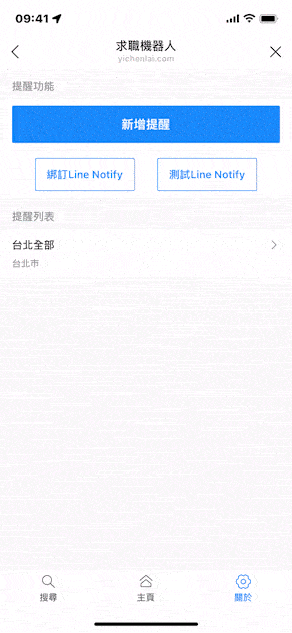 09:41
求職機器人
yichenlai.com
提醒功能
新增提醒
綁訂Line Notify
測試Line Notify
提醒列表
台北全部
台北市
搜尋
主頁
關於